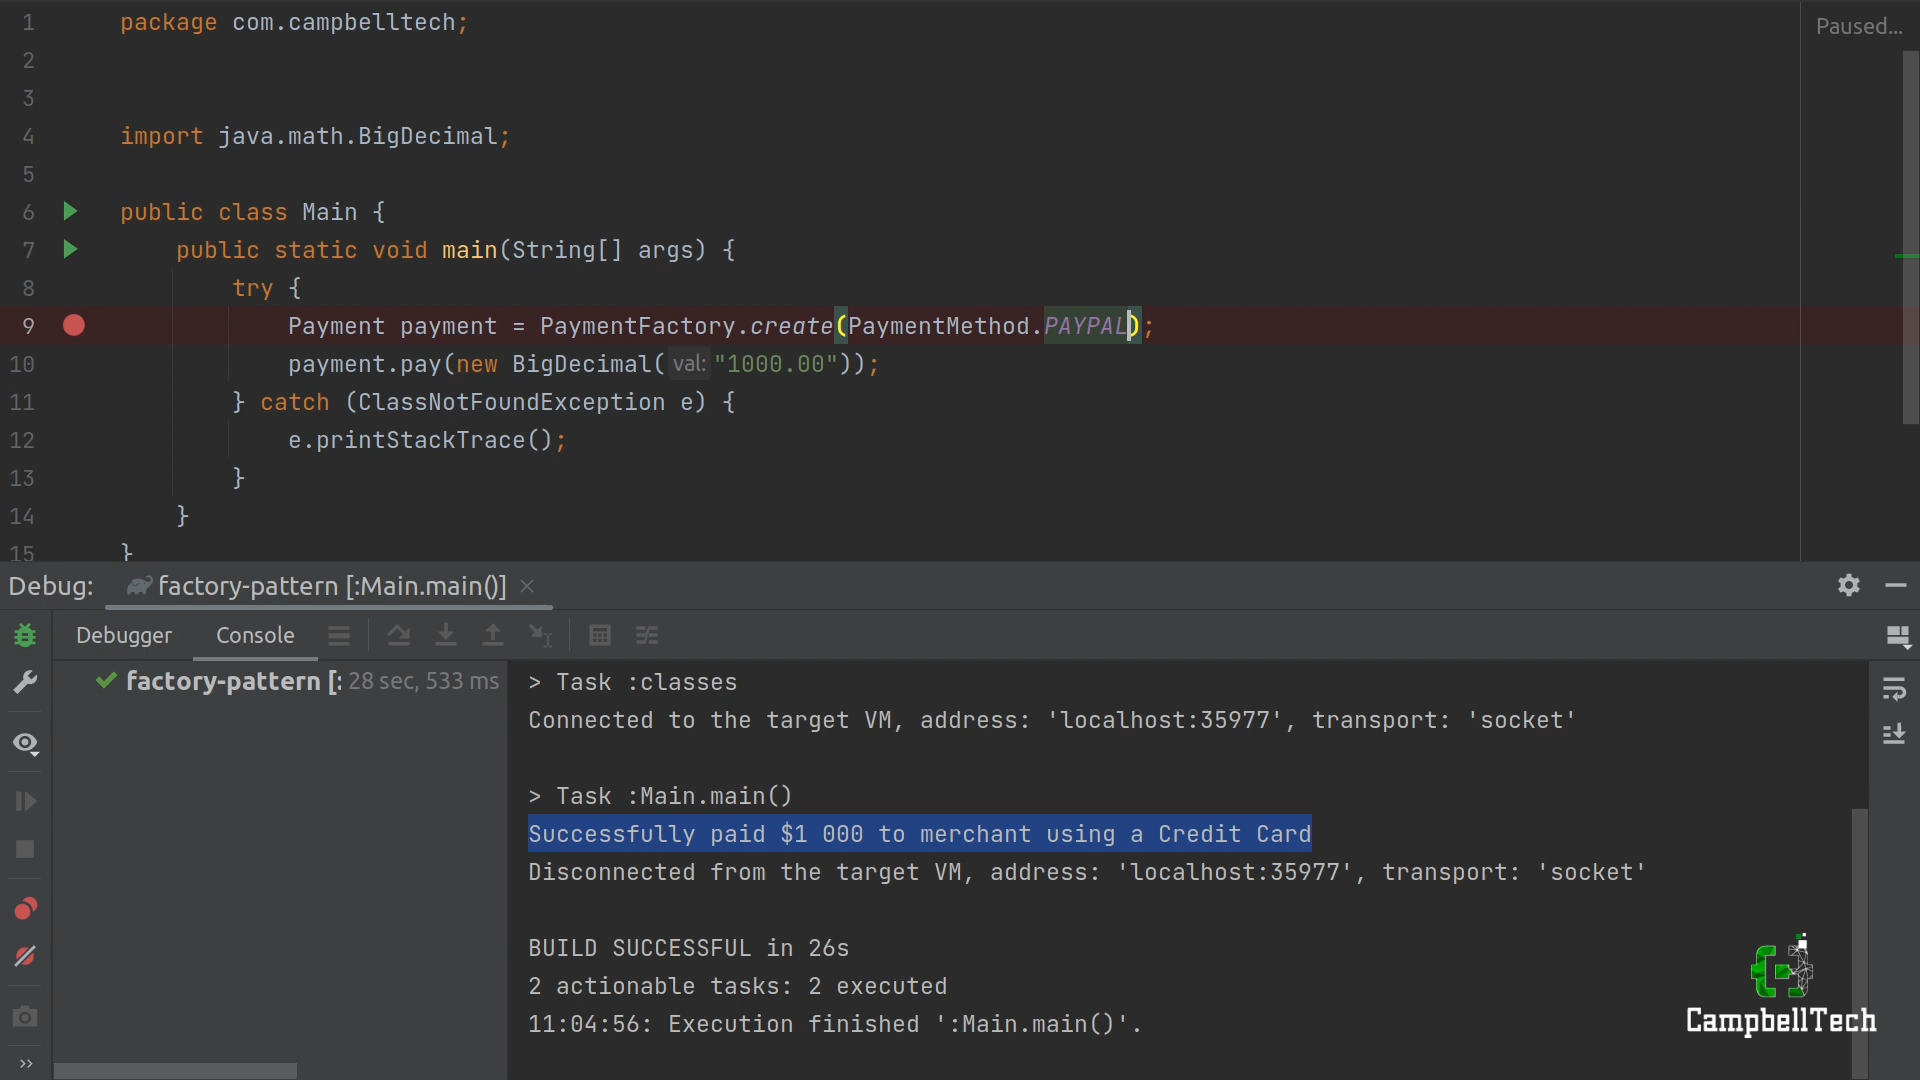 1 package com.campbelltech;
Paused...
2
3
4 import java.math.BigDecimal;
5
6 public class Main {
7 public static void main(String[] args) {
8 try {
9 Payment payment = PaymentFactory.create(PaymentMethod.PAYPAL);
10 payment.pay(new BigDecimal( val: "1000.00"));
11 } catch (ClassNotFoundException e) {
12 e.printStackTrace();
13 }
14 }
15 }
Debug: factory-pattern [:Main.main()] ×
Debugger Console
factory-pattern [: 28 sec, 533 ms
> Task :classes
Connected to the target VM, address: 'localhost:35977', transport: 'socket'
> Task :Main.main()
Successfully paid $1 000 to merchant using a Credit Card
Disconnected from the target VM, address: 'localhost:35977', transport: 'socket'
BUILD SUCCESSFUL in 26s
2 actionable tasks: 2 executed
11:04:56: Execution finished ':Main.main()'.
CampbellTech